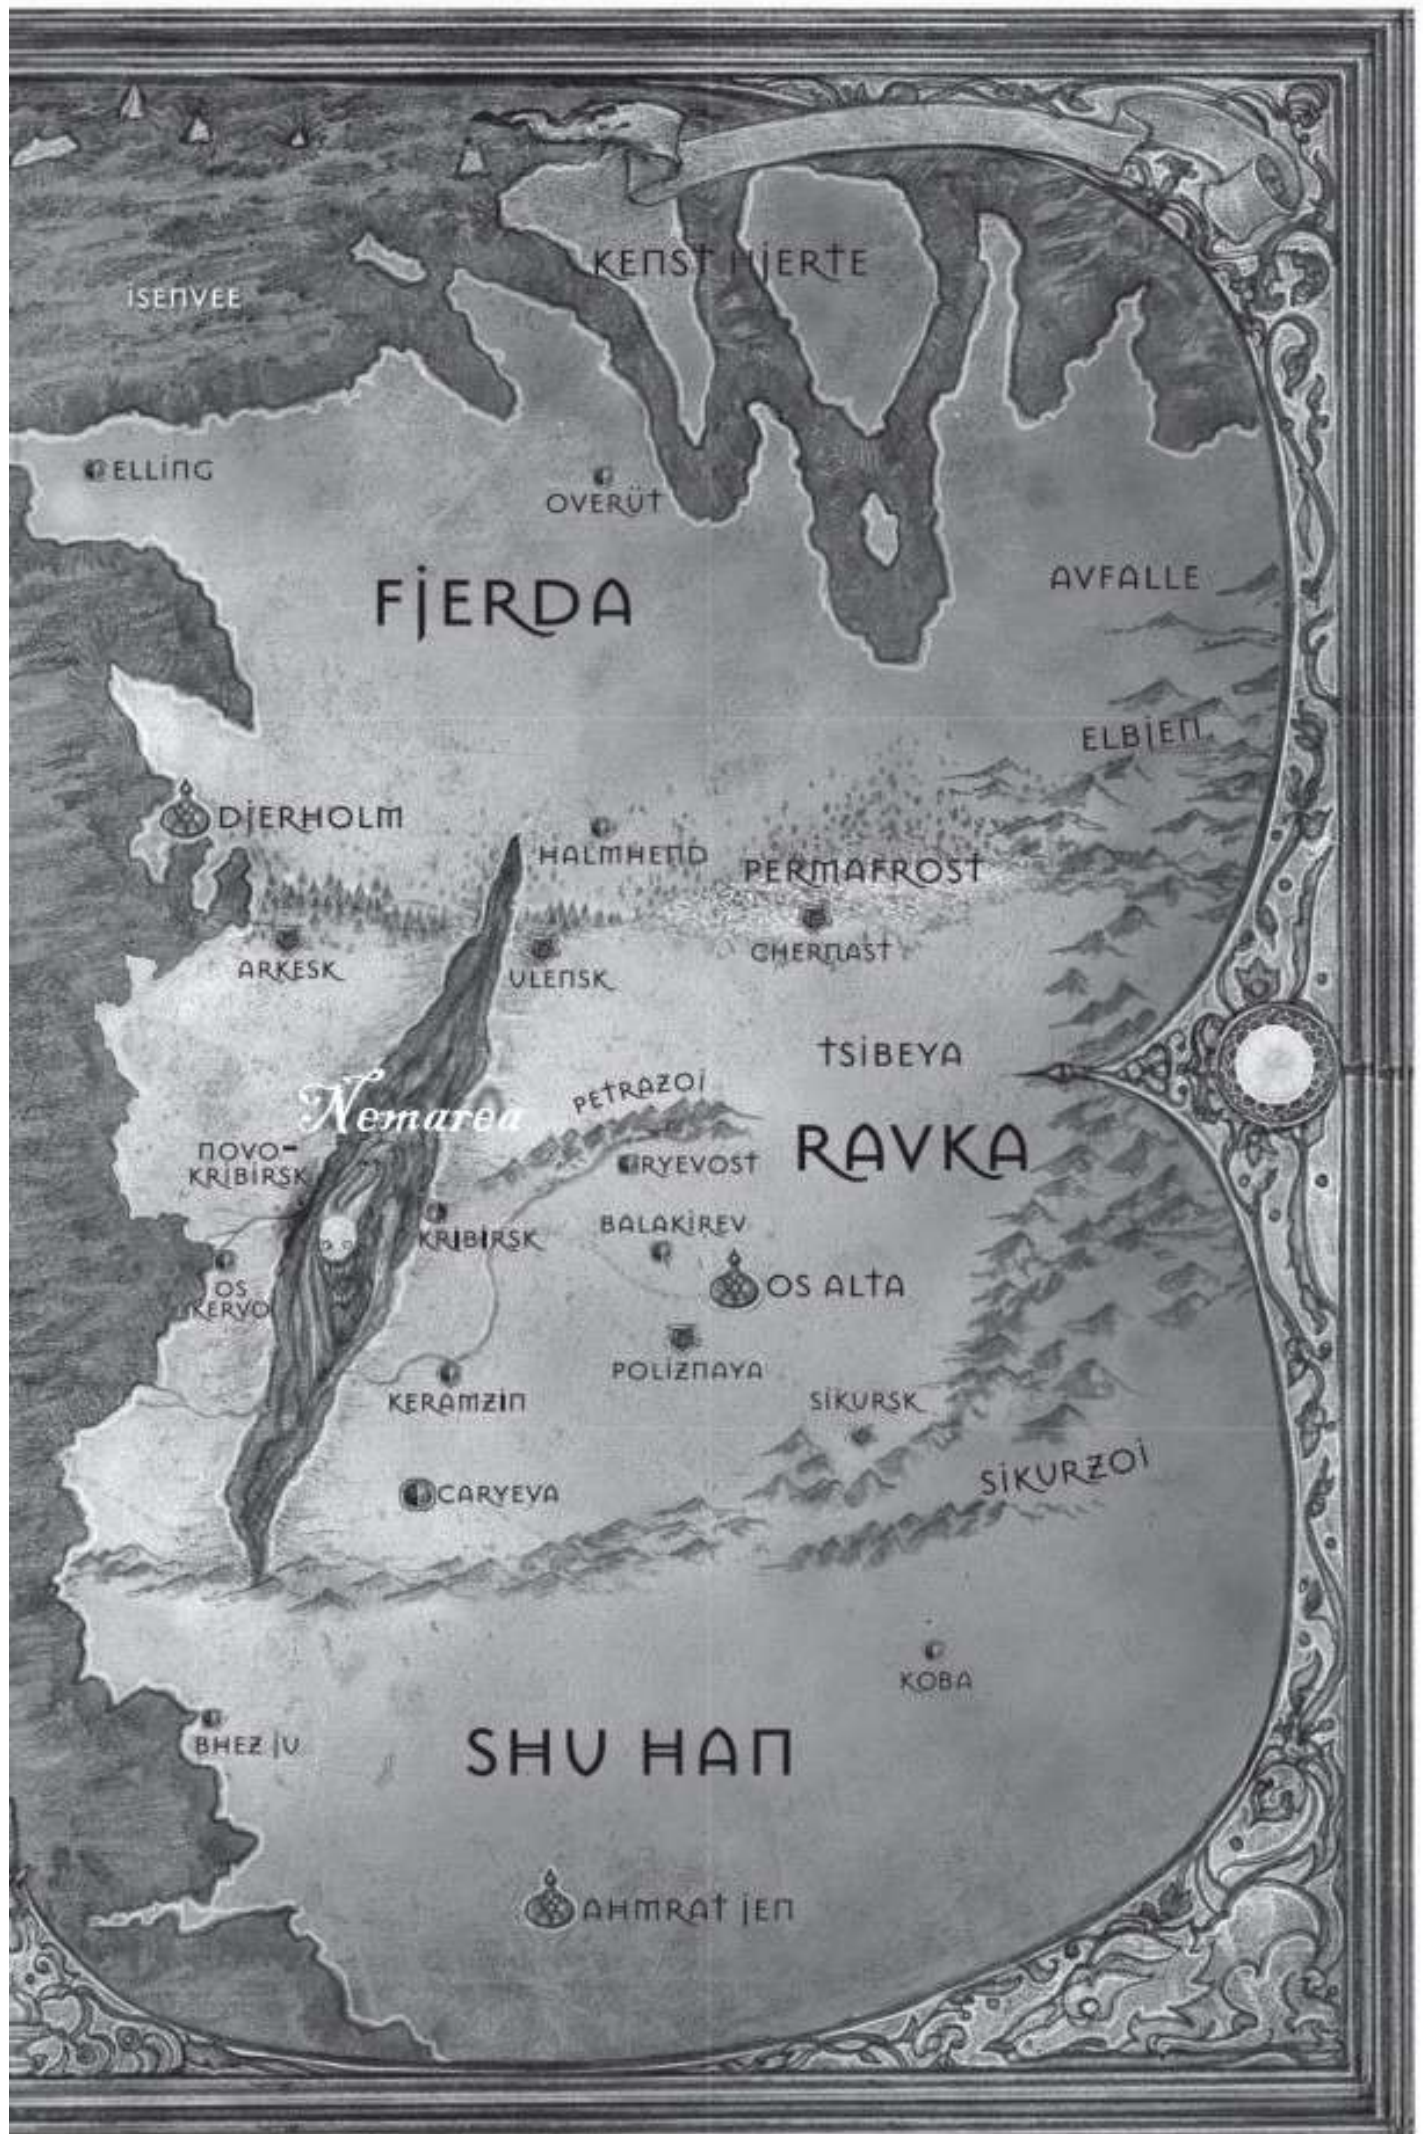 KENST HJERTE
ISENVEE
ELLING
OVERÜT
FJERDA
AVFALLE
ELBJEN
DJERHOLM
HALMHEND
PERMAFROST
ARKESK
ULENSK
CHERNAST
TSIBEYA
PETRAZOI
Nemarea
RAVKA
NOVO-
KRIBIRSK
RYEVOST
KRIBIRSK
BALAKIREV
OS
KERVO
OS ALTA
POLIZNAYA
KERAMZIN
SIKURSK
CARYEVA
SIKURZOI
KOBA
BHEZ JU
SHU HAN
AHMRAT JEN